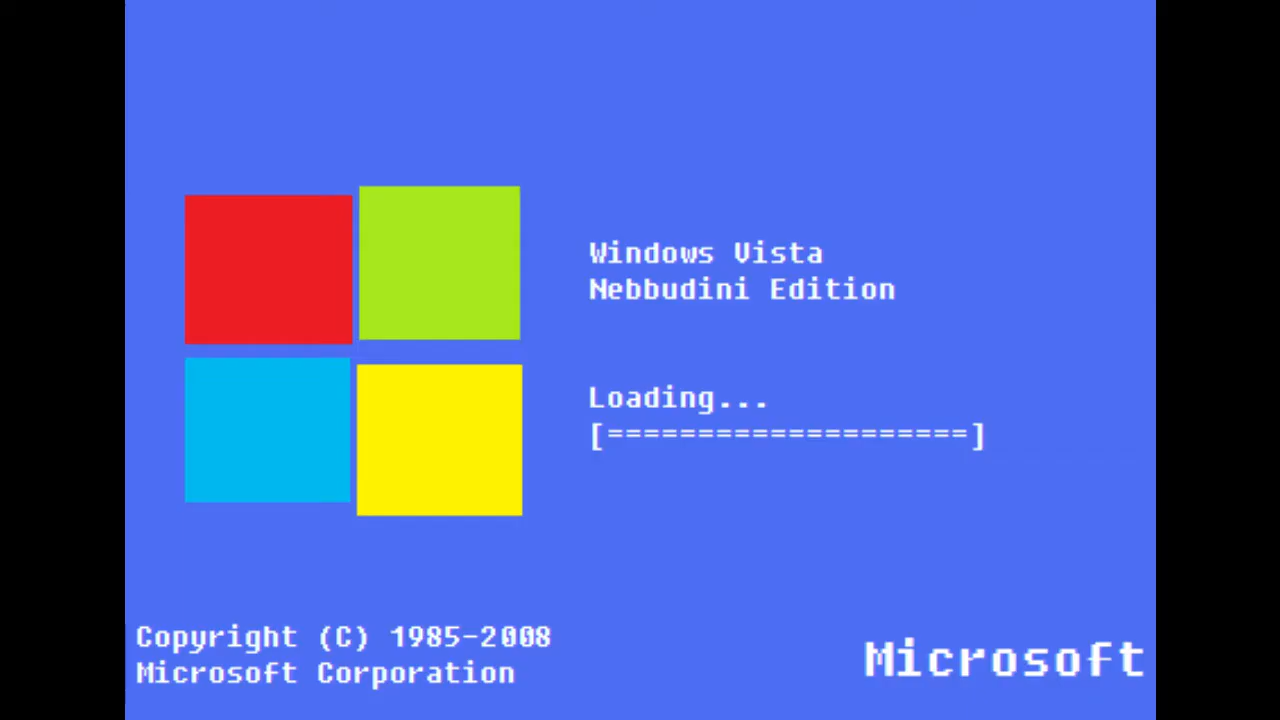 Windows Vista
Nebbudini Edition
Loading...
[====================]
Copyright (C) 1985-2008
Microsoft Corporation
Microsoft